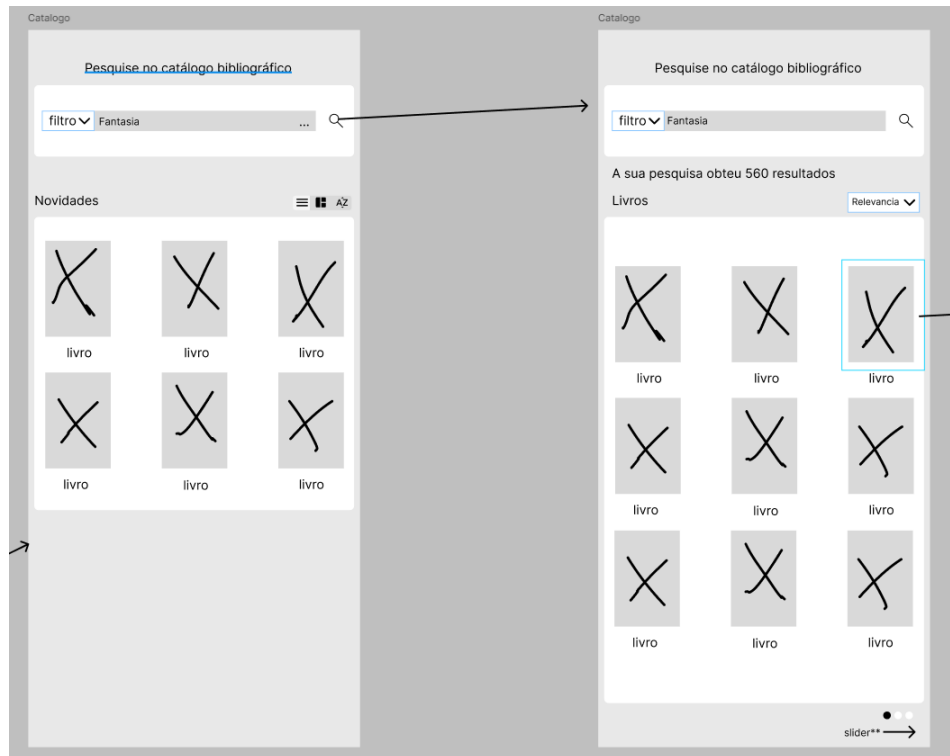 Catalogo
Pesquise no catálogo bibliográfico
filtro Fantasia ...
Novidades
AZ
livro livro livro
livro livro livro
Catalogo
Pesquise no catálogo bibliográfico
filtro Fantasia
A sua pesquisa obteu 560 resultados
Livros Relevancia
livro livro livro
livro livro livro
livro livro livro
slider**